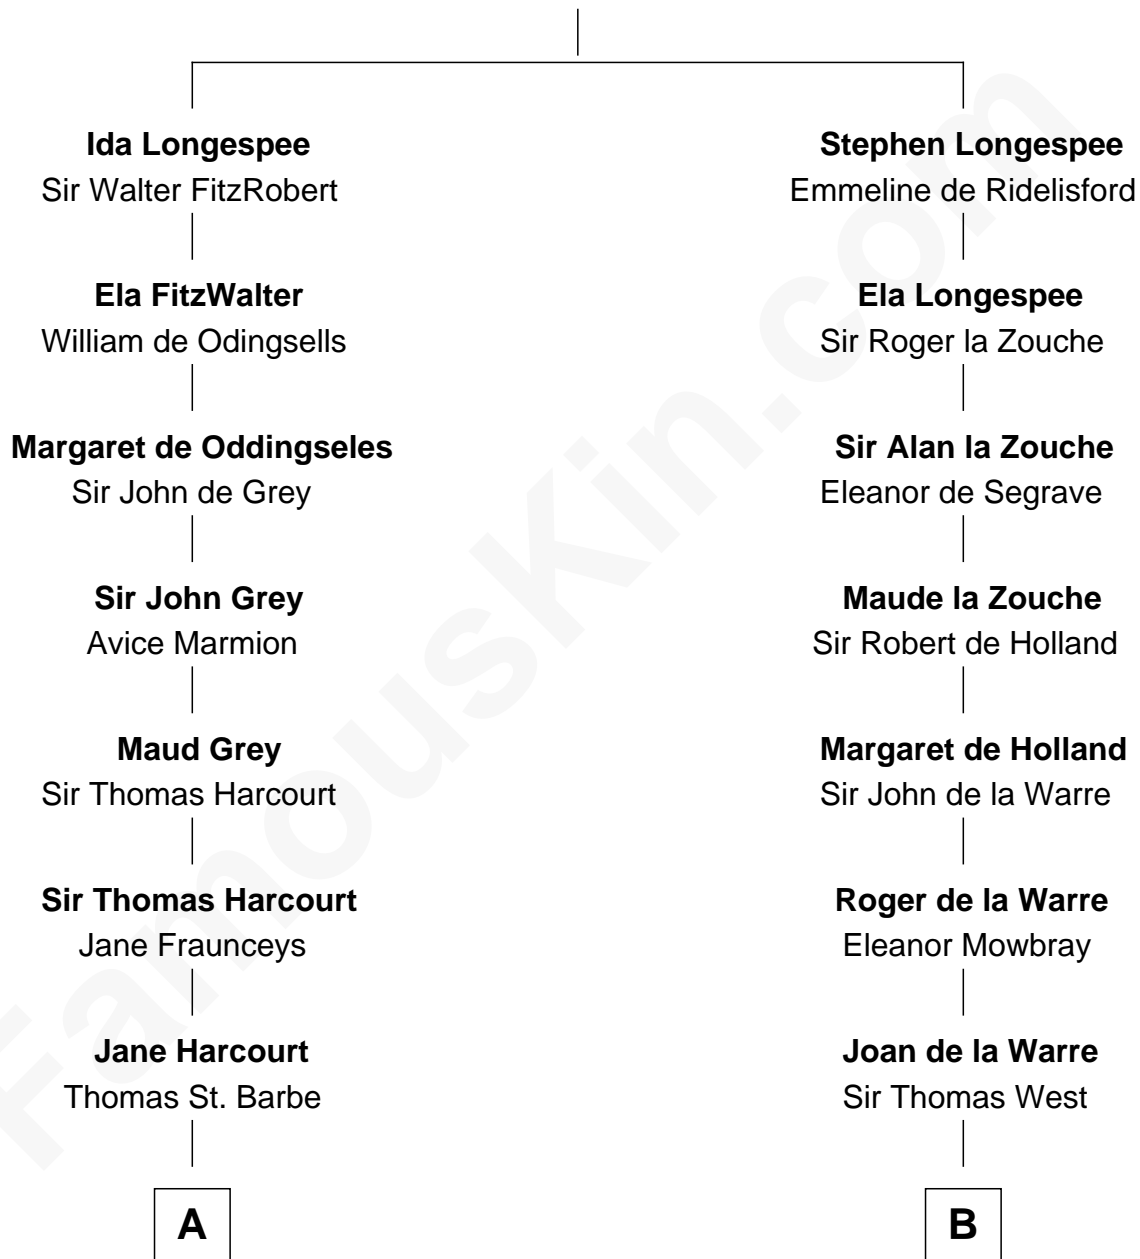 Ida Longespee
Sir Walter FitzRobert
Ela FitzWalter
William de Odingsells
Margaret de Oddingseles
Sir John de Grey
Sir John Grey
Avice Marmion
Maud Grey
Sir Thomas Harcourt
Sir Thomas Harcourt
Jane Fraunceys
Jane Harcourt
Thomas St. Barbe
A
Stephen Longespee
Emmeline de Ridelisford
Ela Longespee
Sir Roger la Zouche
Sir Alan la Zouche
Eleanor de Segrave
Maude la Zouche
Sir Robert de Holland
Margaret de Holland
Sir John de la Warre
Roger de la Warre
Eleanor Mowbray
Joan de la Warre
Sir Thomas West
B
FamousKin.com